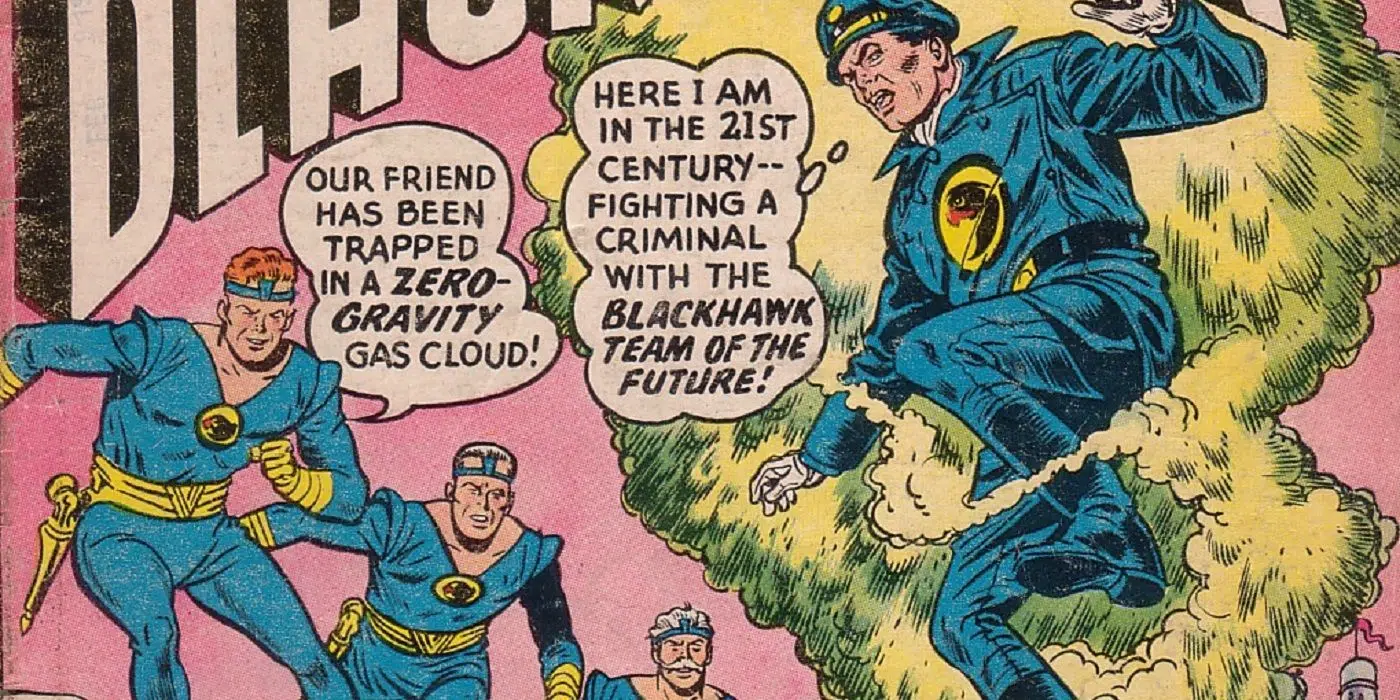 BLACK
OUR FRIEND
HAS BEEN
TRAPPED
IN A ZERO-
GRAVITY
GAS CLOUD!
HERE I AM
IN THE 21ST
CENTURY--
FIGHTING A
CRIMINAL
WITH THE
BLACKHAWK
TEAM OF THE
FUTURE!